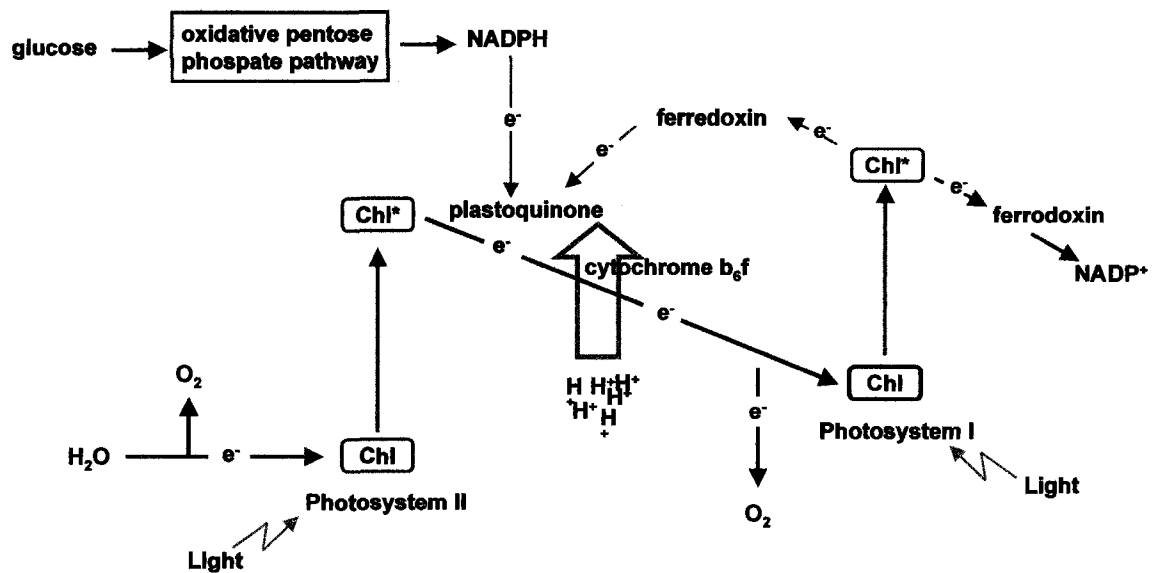 glucose
oxidative pentose
phospate pathway
NADPH
e⁻
ferredoxin
e⁻
e⁻
Chl*
e⁻
ferrodoxin
NADP⁺
Chl*
plastoquinone
e⁻
cytochrome b₆f
e⁻
H H⁺H⁺
⁺H⁺ H⁺
H
+
O₂
H₂O
e⁻
Chl
Photosystem II
Light
e⁻
O₂
Chl
Photosystem I
Light